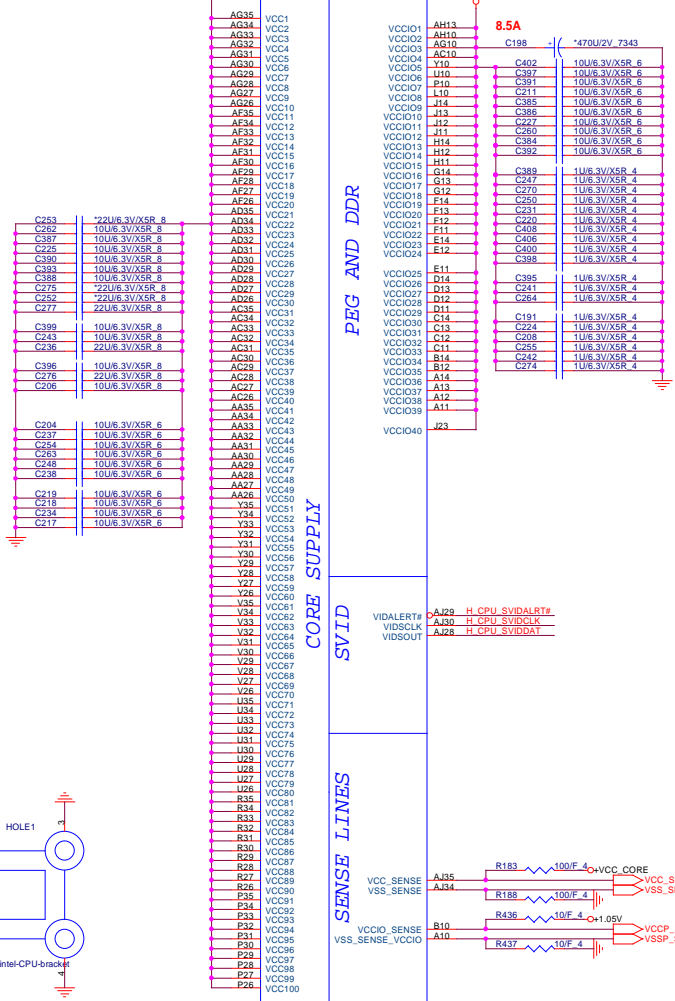 AG35 VCC1
AG34 VCC2
AG33 VCC3
AG32 VCC4
AG31 VCC5
AG30 VCC6
AG29 VCC7
AG28 VCC8
AG27 VCC9
AG26 VCC10
AF35 VCC11
AF34 VCC12
AF33 VCC13
AF32 VCC14
AF31 VCC15
AF30 VCC16
AF29 VCC17
AF28 VCC18
AF27 VCC19
AF26 VCC20
AD35 VCC21
AD34 VCC22
AD33 VCC23
AD32 VCC24
AD31 VCC25
AD30 VCC26
AD29 VCC27
AD28 VCC28
AD27 VCC29
AD26 VCC30
AC35 VCC31
AC34 VCC32
AC33 VCC33
AC32 VCC34
AC31 VCC35
AC30 VCC36
AC29 VCC37
AC28 VCC38
AC27 VCC39
AC26 VCC40
AA35 VCC41
AA34 VCC42
AA33 VCC43
AA32 VCC44
AA31 VCC45
AA30 VCC46
AA29 VCC47
AA28 VCC48
AA27 VCC49
AA26 VCC50
Y35 VCC51
Y34 VCC52
Y33 VCC53
Y32 VCC54
Y31 VCC55
Y30 VCC56
Y29 VCC57
Y28 VCC58
Y27 VCC59
Y26 VCC60
V35 VCC61
V34 VCC62
V33 VCC63
V32 VCC64
V31 VCC65
V30 VCC66
V29 VCC67
V28 VCC68
V27 VCC69
V26 VCC70
U35 VCC71
U34 VCC72
U33 VCC73
U32 VCC74
U31 VCC75
U30 VCC76
U29 VCC77
U28 VCC78
U27 VCC79
U26 VCC80
R35 VCC81
R34 VCC82
R33 VCC83
R32 VCC84
R31 VCC85
R30 VCC86
R29 VCC87
R28 VCC88
R27 VCC89
R26 VCC90
P35 VCC91
P34 VCC92
P33 VCC93
P32 VCC94
P31 VCC95
P30 VCC96
P29 VCC97
P28 VCC98
P27 VCC99
P26 VCC100
C253 *22U/6.3V/X5R_8
C262 10U/6.3V/X5R_8
C387 10U/6.3V/X5R_8
C225 10U/6.3V/X5R_8
C390 10U/6.3V/X5R_8
C393 10U/6.3V/X5R_8
C388 10U/6.3V/X5R_8
C275 *22U/6.3V/X5R_8
C252 *22U/6.3V/X5R_8
C277 22U/6.3V/X5R_8
C399 10U/6.3V/X5R_8
C243 10U/6.3V/X5R_8
C236 22U/6.3V/X5R_8
C396 10U/6.3V/X5R_8
C276 22U/6.3V/X5R_8
C206 10U/6.3V/X5R_8
C204 10U/6.3V/X5R_6
C237 10U/6.3V/X5R_6
C254 10U/6.3V/X5R_6
C263 10U/6.3V/X5R_6
C248 10U/6.3V/X5R_6
C238 10U/6.3V/X5R_6
C219 10U/6.3V/X5R_6
C218 10U/6.3V/X5R_6
C234 10U/6.3V/X5R_6
C217 10U/6.3V/X5R_6
HOLE1
3
4
intel-CPU-bracket
CORE SUPPLY
PEG AND DDR
SVID
SENSE LINES
VCCIO1 AH13
VCCIO2 AH10
VCCIO3 AG10
VCCIO4 AC10
VCCIO5 Y10
VCCIO6 U10
VCCIO7 P10
VCCIO8 L10
VCCIO9 J14
VCCIO10 J13
VCCIO11 J12
VCCIO12 J11
VCCIO13 H14
VCCIO14 H12
VCCIO15 H11
VCCIO16 G14
VCCIO17 G13
VCCIO18 G12
VCCIO19 F14
VCCIO20 F13
VCCIO21 F12
VCCIO22 F11
VCCIO23 E14
VCCIO24 E12
VCCIO25 E11
VCCIO26 D14
VCCIO27 D13
VCCIO28 D12
VCCIO29 D11
VCCIO30 C14
VCCIO31 C13
VCCIO32 C12
VCCIO33 C11
VCCIO34 B14
VCCIO35 B12
VCCIO36 A14
VCCIO37 A13
VCCIO38 A12
VCCIO39 A11
VCCIO40 J23
8.5A
C198 + *470U/2V_7343
C402 10U/6.3V/X5R_6
C397 10U/6.3V/X5R_6
C391 10U/6.3V/X5R_6
C211 10U/6.3V/X5R_6
C385 10U/6.3V/X5R_6
C386 10U/6.3V/X5R_6
C227 10U/6.3V/X5R_6
C260 10U/6.3V/X5R_6
C384 10U/6.3V/X5R_6
C392 10U/6.3V/X5R_6
C389 1U/6.3V/X5R_4
C247 1U/6.3V/X5R_4
C270 1U/6.3V/X5R_4
C250 1U/6.3V/X5R_4
C231 1U/6.3V/X5R_4
C220 1U/6.3V/X5R_4
C408 1U/6.3V/X5R_4
C406 1U/6.3V/X5R_4
C400 1U/6.3V/X5R_4
C398 1U/6.3V/X5R_4
C395 1U/6.3V/X5R_4
C241 1U/6.3V/X5R_4
C264 1U/6.3V/X5R_4
C191 1U/6.3V/X5R_4
C224 1U/6.3V/X5R_4
C208 1U/6.3V/X5R_4
C255 1U/6.3V/X5R_4
C242 1U/6.3V/X5R_4
C274 1U/6.3V/X5R_4
VIDALERT# AJ29 H_CPU_SVIDALRT#
VIDSCLK AJ30 H_CPU_SVIDCLK
VIDSOUT AJ28 H_CPU_SVIDDAT
R183 100/F_4 +VCC_CORE
VCC_SENSE AJ35 VCC_S
VSS_SENSE AJ34 VSS_S
R188 100/F_4
R436 10/F_4 +1.05V
VCCIO_SENSE B10 VCCP_
VSS_SENSE_VCCIO A10 VSSP_
R437 10/F_4